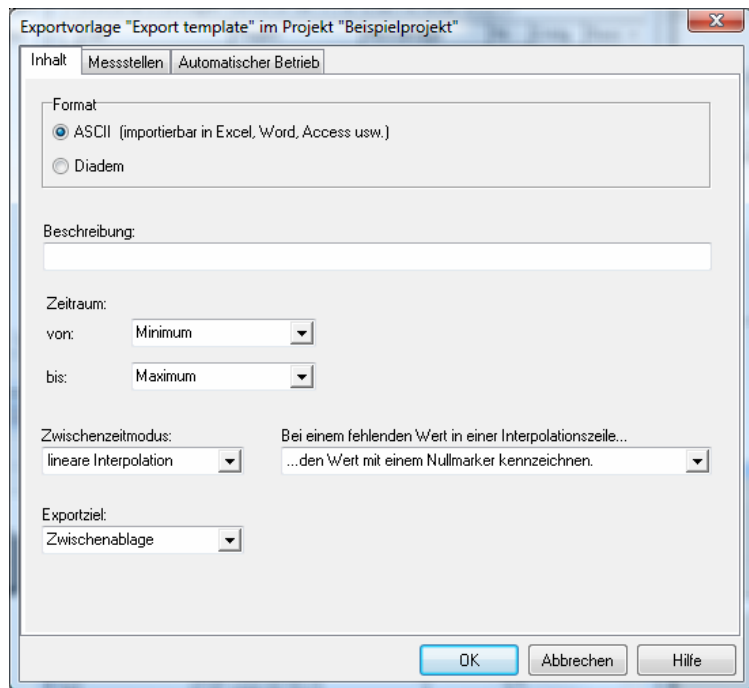 Exportvorlage "Export template" im Projekt "Beispielprojekt"
Inhalt Messstellen Automatischer Betrieb
Format
ASCII (importierbar in Excel, Word, Access usw.)
Diadem
Beschreibung:
Zeitraum:
von: Minimum
bis: Maximum
Zwischenzeitmodus: Bei einem fehlenden Wert in einer Interpolationszeile...
lineare Interpolation ...den Wert mit einem Nullmarker kennzeichnen.
Exportziel:
Zwischenablage
OK Abbrechen Hilfe